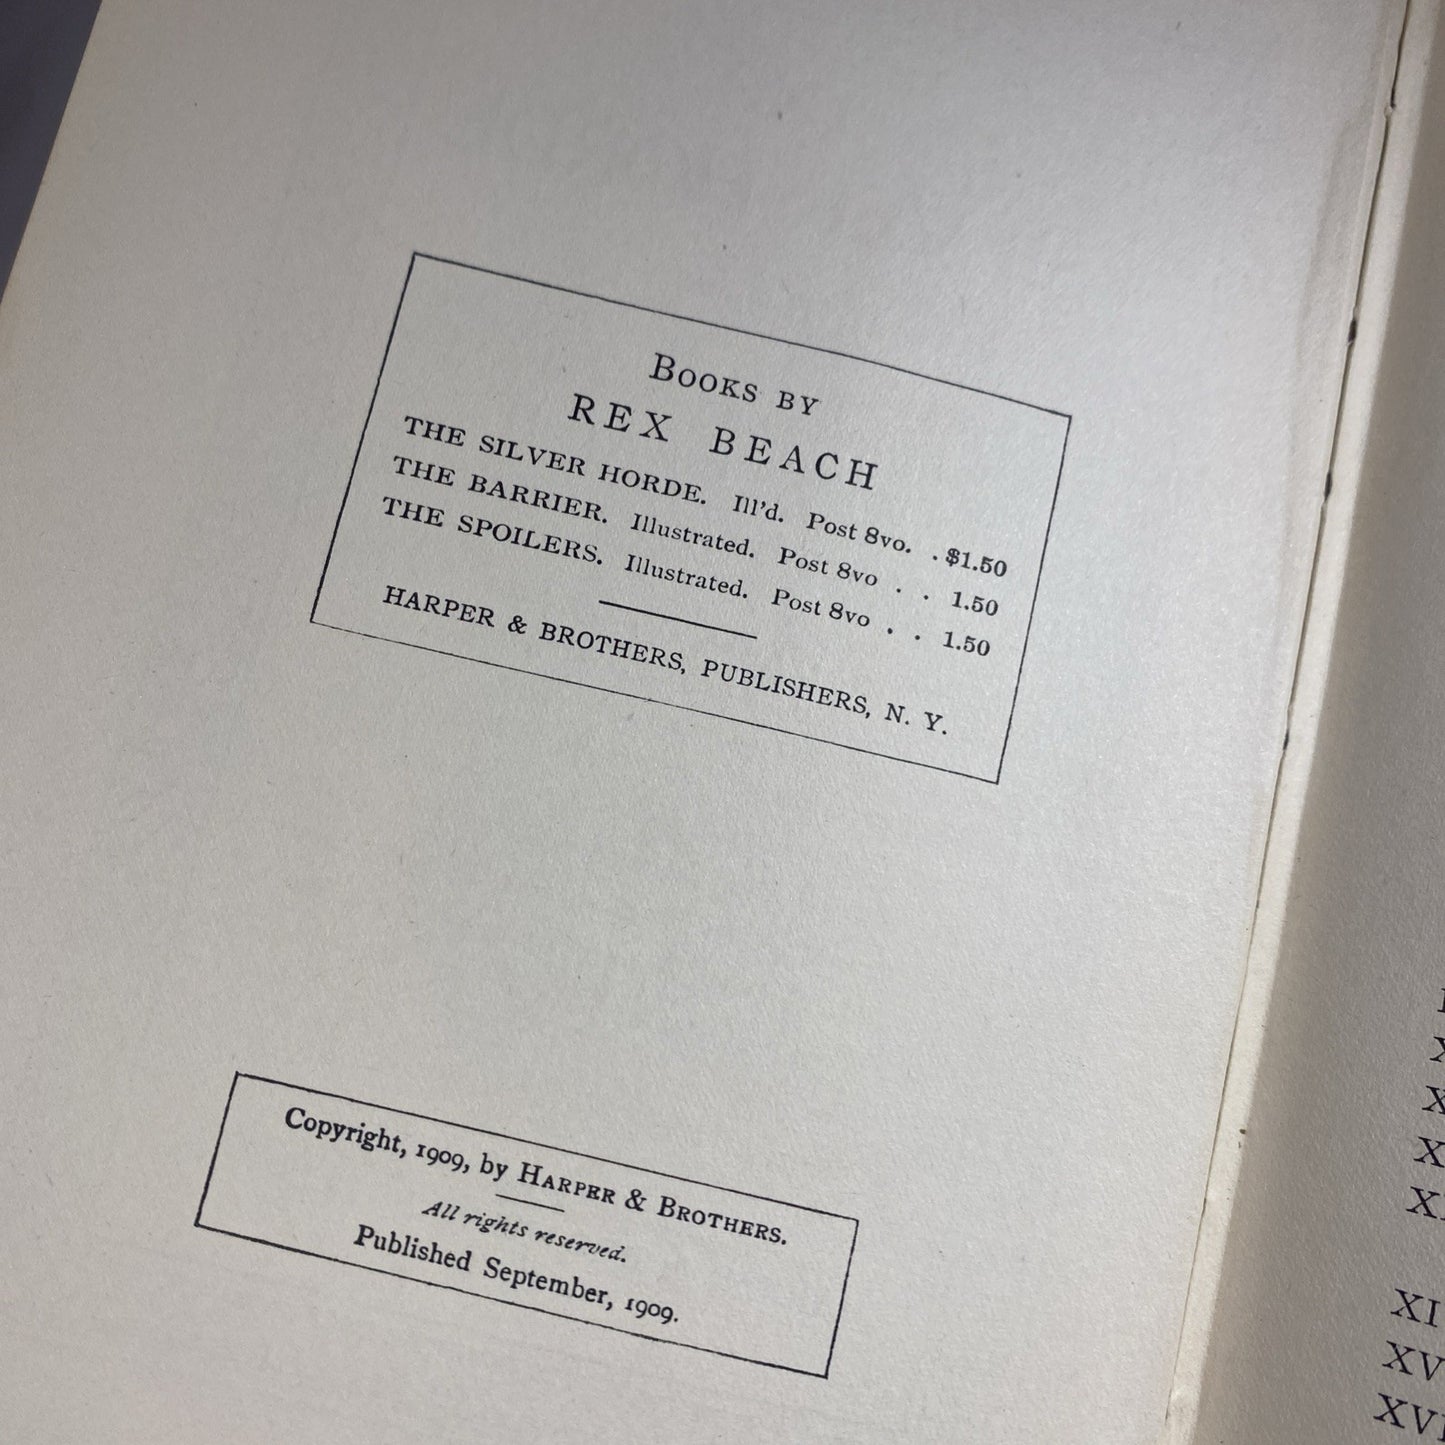 BOOKS BY
REX BEACH
THE SILVER HORDE. Ill'd. Post 8vo. . $1.50
THE BARRIER. Illustrated. Post 8vo . . 1.50
THE SPOILERS. Illustrated. Post 8vo . . 1.50
HARPER & BROTHERS, PUBLISHERS, N. Y.
Copyright, 1909, by HARPER & BROTHERS.
All rights reserved.
Published September, 1909.